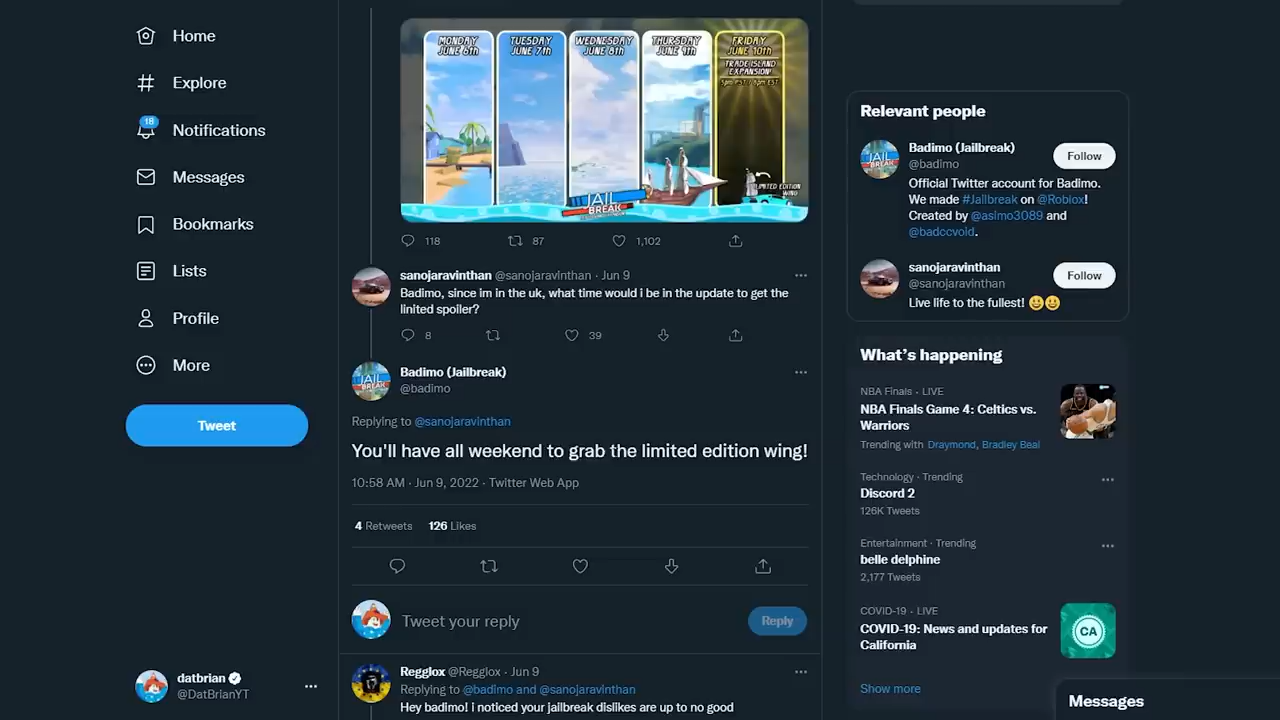 Home
Explore
18
Notifications
Messages
Bookmarks
Lists
Profile
More
Tweet
datbrian
@DatBrianYT
MONDAY
JUNE 6th
TUESDAY
JUNE 7th
WEDNESDAY
JUNE 8th
THURSDAY
JUNE 9th
FRIDAY
JUNE 10th
TRADE ISLAND
EXPANSION!
LIMITED EDITION
WING
JAIL
BREAK
118
87
1,102
sanojaravinthan @sanojaravinthan · Jun 9
Badimo, since im in the uk, what time would i be in the update to get the
linited spoiler?
8
39
Badimo (Jailbreak)
@badimo
Replying to @sanojaravinthan
You'll have all weekend to grab the limited edition wing!
10:58 AM · Jun 9, 2022 · Twitter Web App
4 Retweets 126 Likes
Tweet your reply
Reply
Regglox @Regglox · Jun 9
Replying to @badimo and @sanojaravinthan
Hey badimo! i noticed your jailbreak dislikes are up to no good
Relevant people
Badimo (Jailbreak)
@badimo
Follow
Official Twitter account for Badimo.
We made #Jailbreak on @Roblox!
Created by @asimo3089 and
@badccvoid.
sanojaravinthan
@sanojaravinthan
Follow
Live life to the fullest!
What's happening
NBA Finals · LIVE
NBA Finals Game 4: Celtics vs.
Warriors
Trending with Draymond, Bradley Beal
Technology · Trending
Discord 2
126K Tweets
Entertainment · Trending
belle delphine
2,177 Tweets
COVID-19 · LIVE
COVID-19: News and updates for
California
CA
Show more
Messages